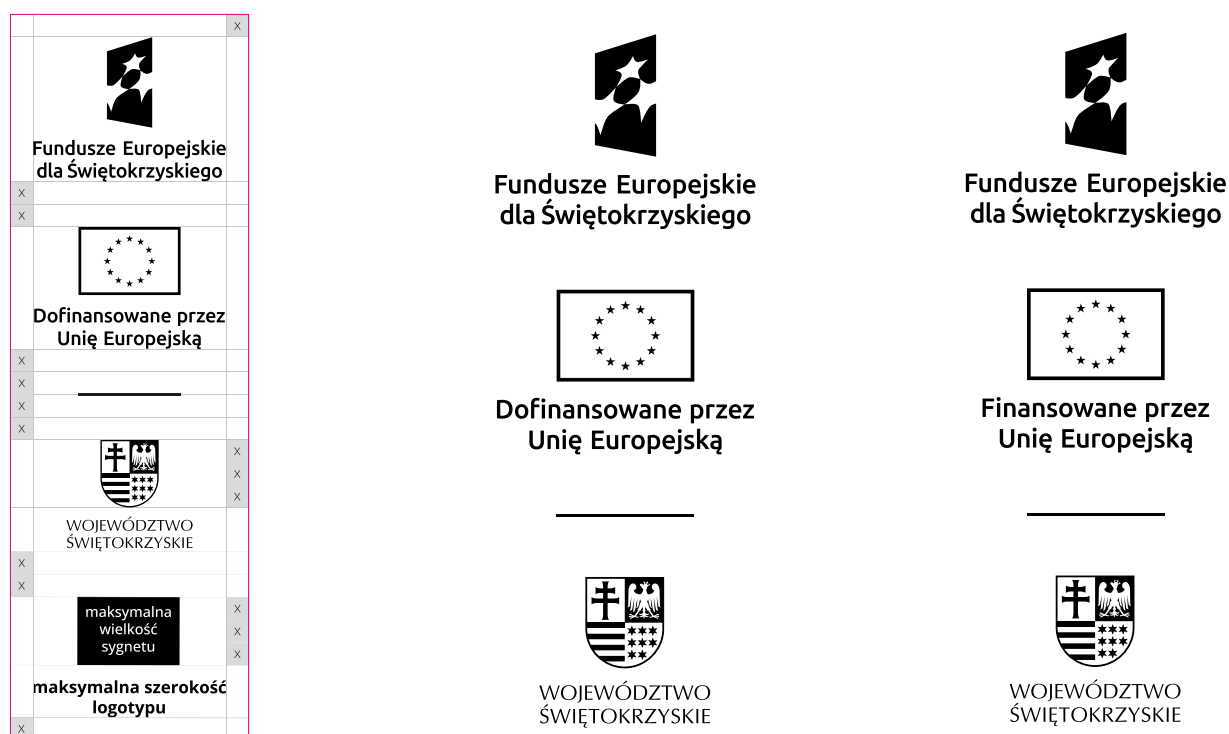 X
Fundusze Europejskie
dla Świętokrzyskiego
X
X
Dofinansowane przez
Unię Europejską
X
X
X
X
X
X
X
WOJEWÓDZTWO
ŚWIĘTOKRZYSKIE
X
X
maksymalna
wielkość
sygnetu
X
X
X
maksymalna szerokość
logotypu
X
Fundusze Europejskie
dla Świętokrzyskiego
Dofinansowane przez
Unię Europejską
WOJEWÓDZTWO
ŚWIĘTOKRZYSKIE
Fundusze Europejskie
dla Świętokrzyskiego
Finansowane przez
Unię Europejską
WOJEWÓDZTWO
ŚWIĘTOKRZYSKIE